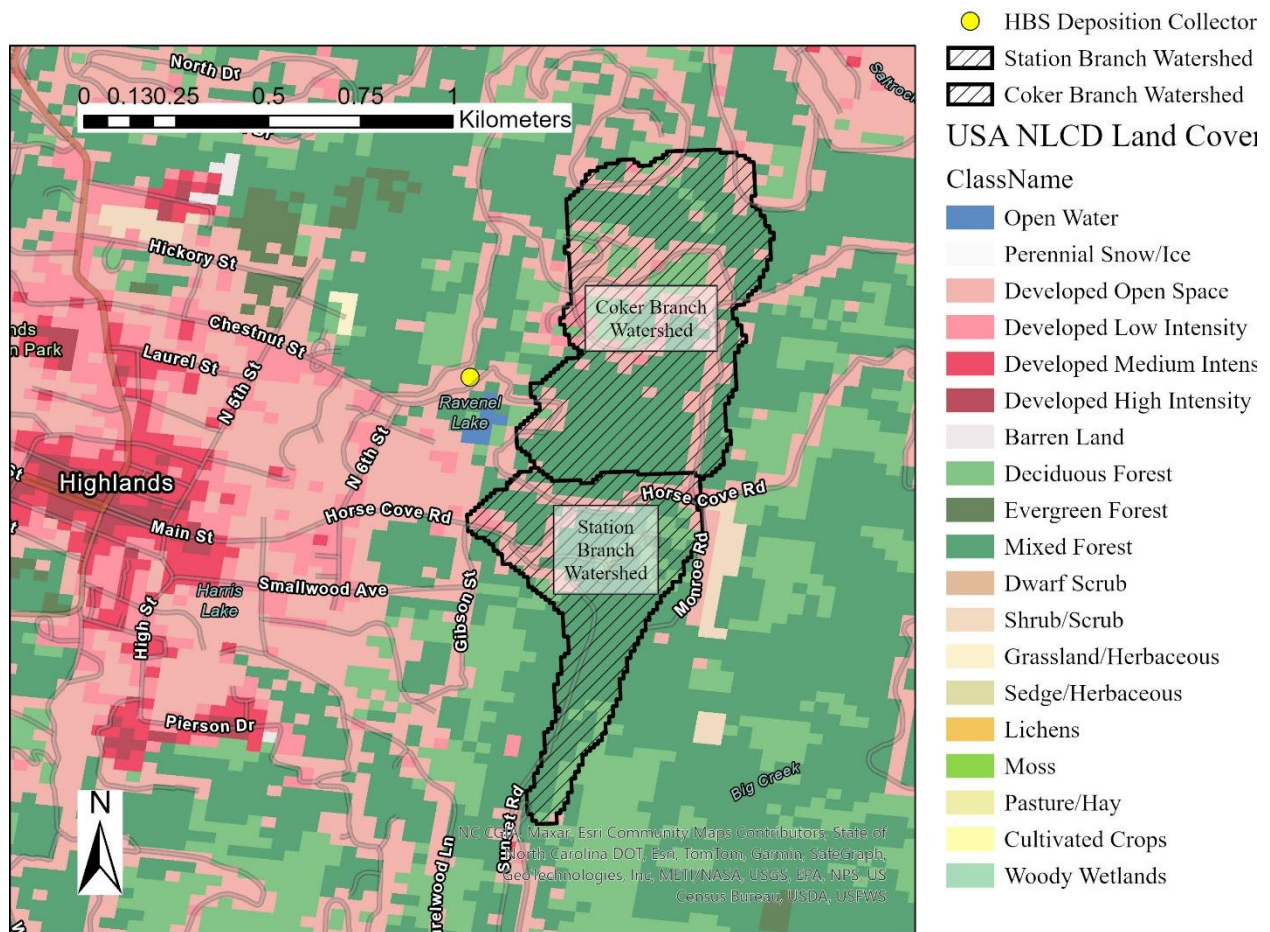 North Dr
0 0.130.25 0.5 0.75 1
Kilometers
Saltrock
Hickory St
Chestnut St
Laurel St
N 5th St
nds
n Park
Ravenel
Lake
Coker Branch
Watershed
N 6th St
Highlands
St
Main St
Horse Cove Rd
Horse Cove Rd
Station
Branch
Watershed
Harris
Lake
Smallwood Ave
High St
Gibson St
Monroe Rd
Pierson Dr
Big Creek
Sunset Rd
relwood Ln
N
NC CGIA, Maxar, Esri Community Maps Contributors, State of
North Carolina DOT, Esri, TomTom, Garmin, SafeGraph,
GeoTechnologies, Inc, METI/NASA, USGS, EPA, NPS, US
Census Bureau, USDA, USFWS
HBS Deposition Collector
Station Branch Watershed
Coker Branch Watershed
USA NLCD Land Cover
ClassName
Open Water
Perennial Snow/Ice
Developed Open Space
Developed Low Intensity
Developed Medium Intens
Developed High Intensity
Barren Land
Deciduous Forest
Evergreen Forest
Mixed Forest
Dwarf Scrub
Shrub/Scrub
Grassland/Herbaceous
Sedge/Herbaceous
Lichens
Moss
Pasture/Hay
Cultivated Crops
Woody Wetlands